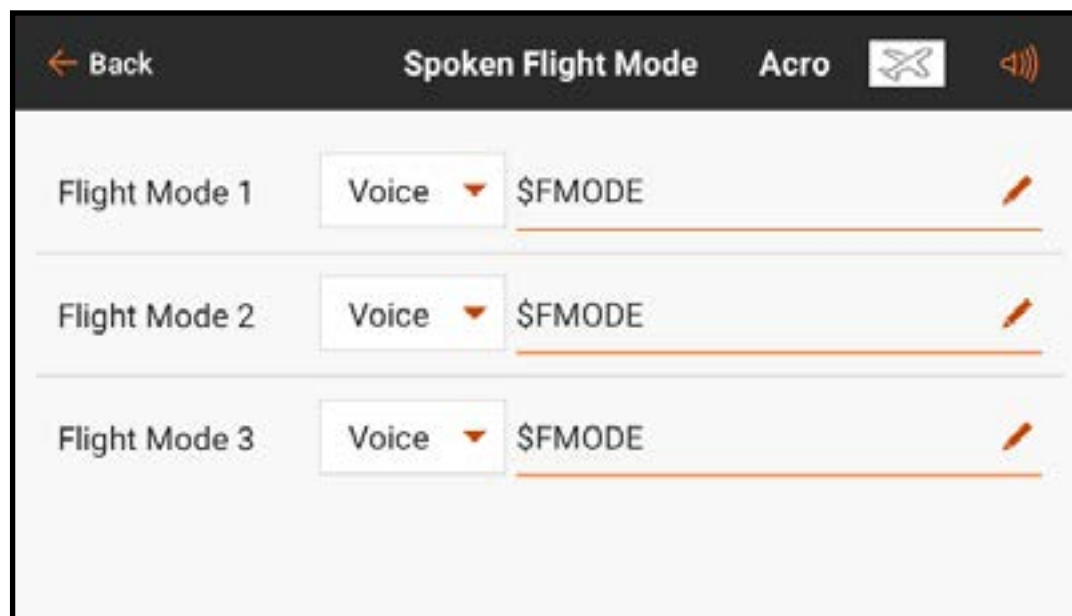 Back Spoken Flight Mode Acro
Flight Mode 1 Voice $FMODE
Flight Mode 2 Voice $FMODE
Flight Mode 3 Voice $FMODE